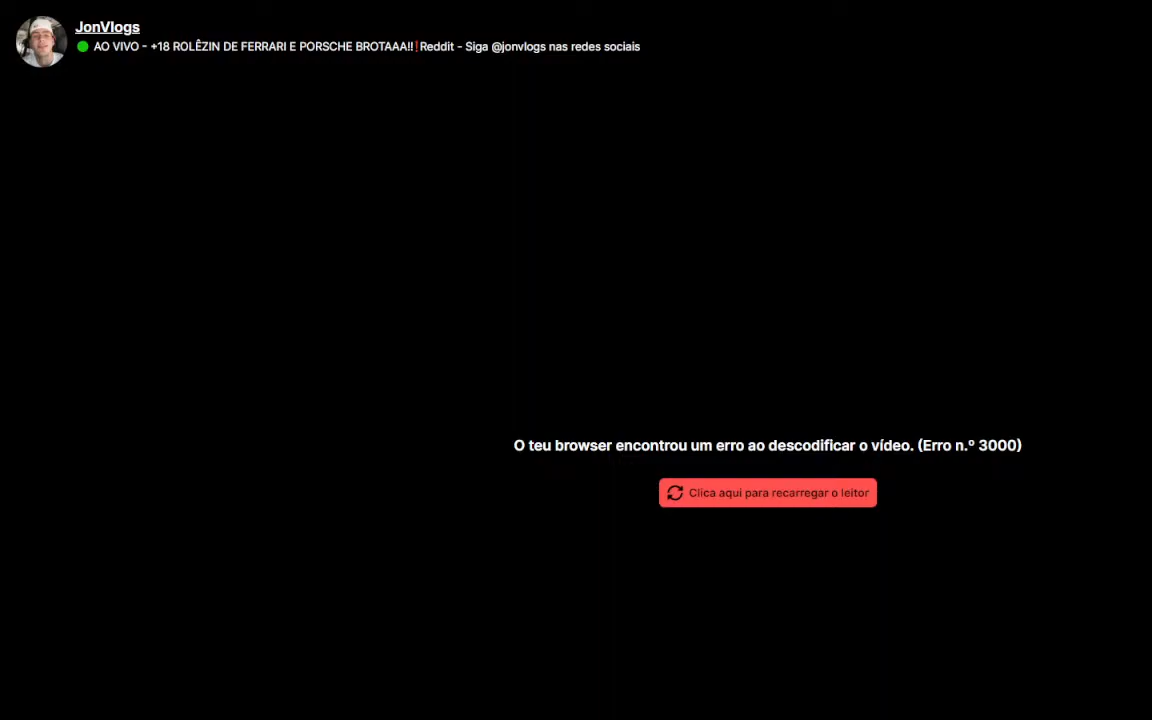 JonVlogs
AO VIVO - +18 ROLÊZIN DE FERRARI E PORSCHE BROTAAA!!❗Reddit - Siga @jonvlogs nas redes sociais
O teu browser encontrou um erro ao descodificar o vídeo. (Erro n.º 3000)
Clica aqui para recarregar o leitor